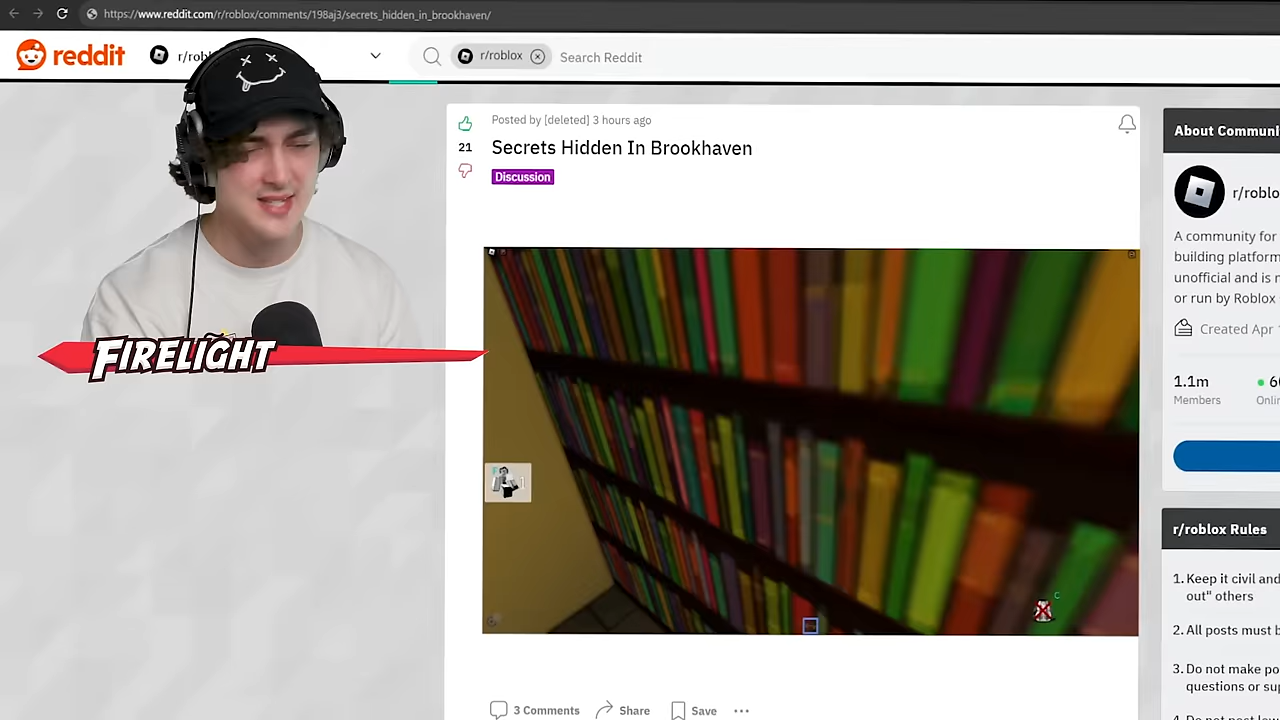 https://www.reddit.com/r/roblox/comments/198aj3/secrets_hidden_in_brookhaven/
reddit
r/robl
r/roblox
Search Reddit
Posted by [deleted] 3 hours ago
21
Secrets Hidden In Brookhaven
Discussion
FIRELIGHT
3 Comments
Share
Save
About Communi
r/roblo
A community for
building platform
unofficial and is n
or run by Roblox
Created Apr
1.1m
Members
60
Onlin
r/roblox Rules
1. Keep it civil and
out" others
2. All posts must b
3. Do not make po
questions or sup